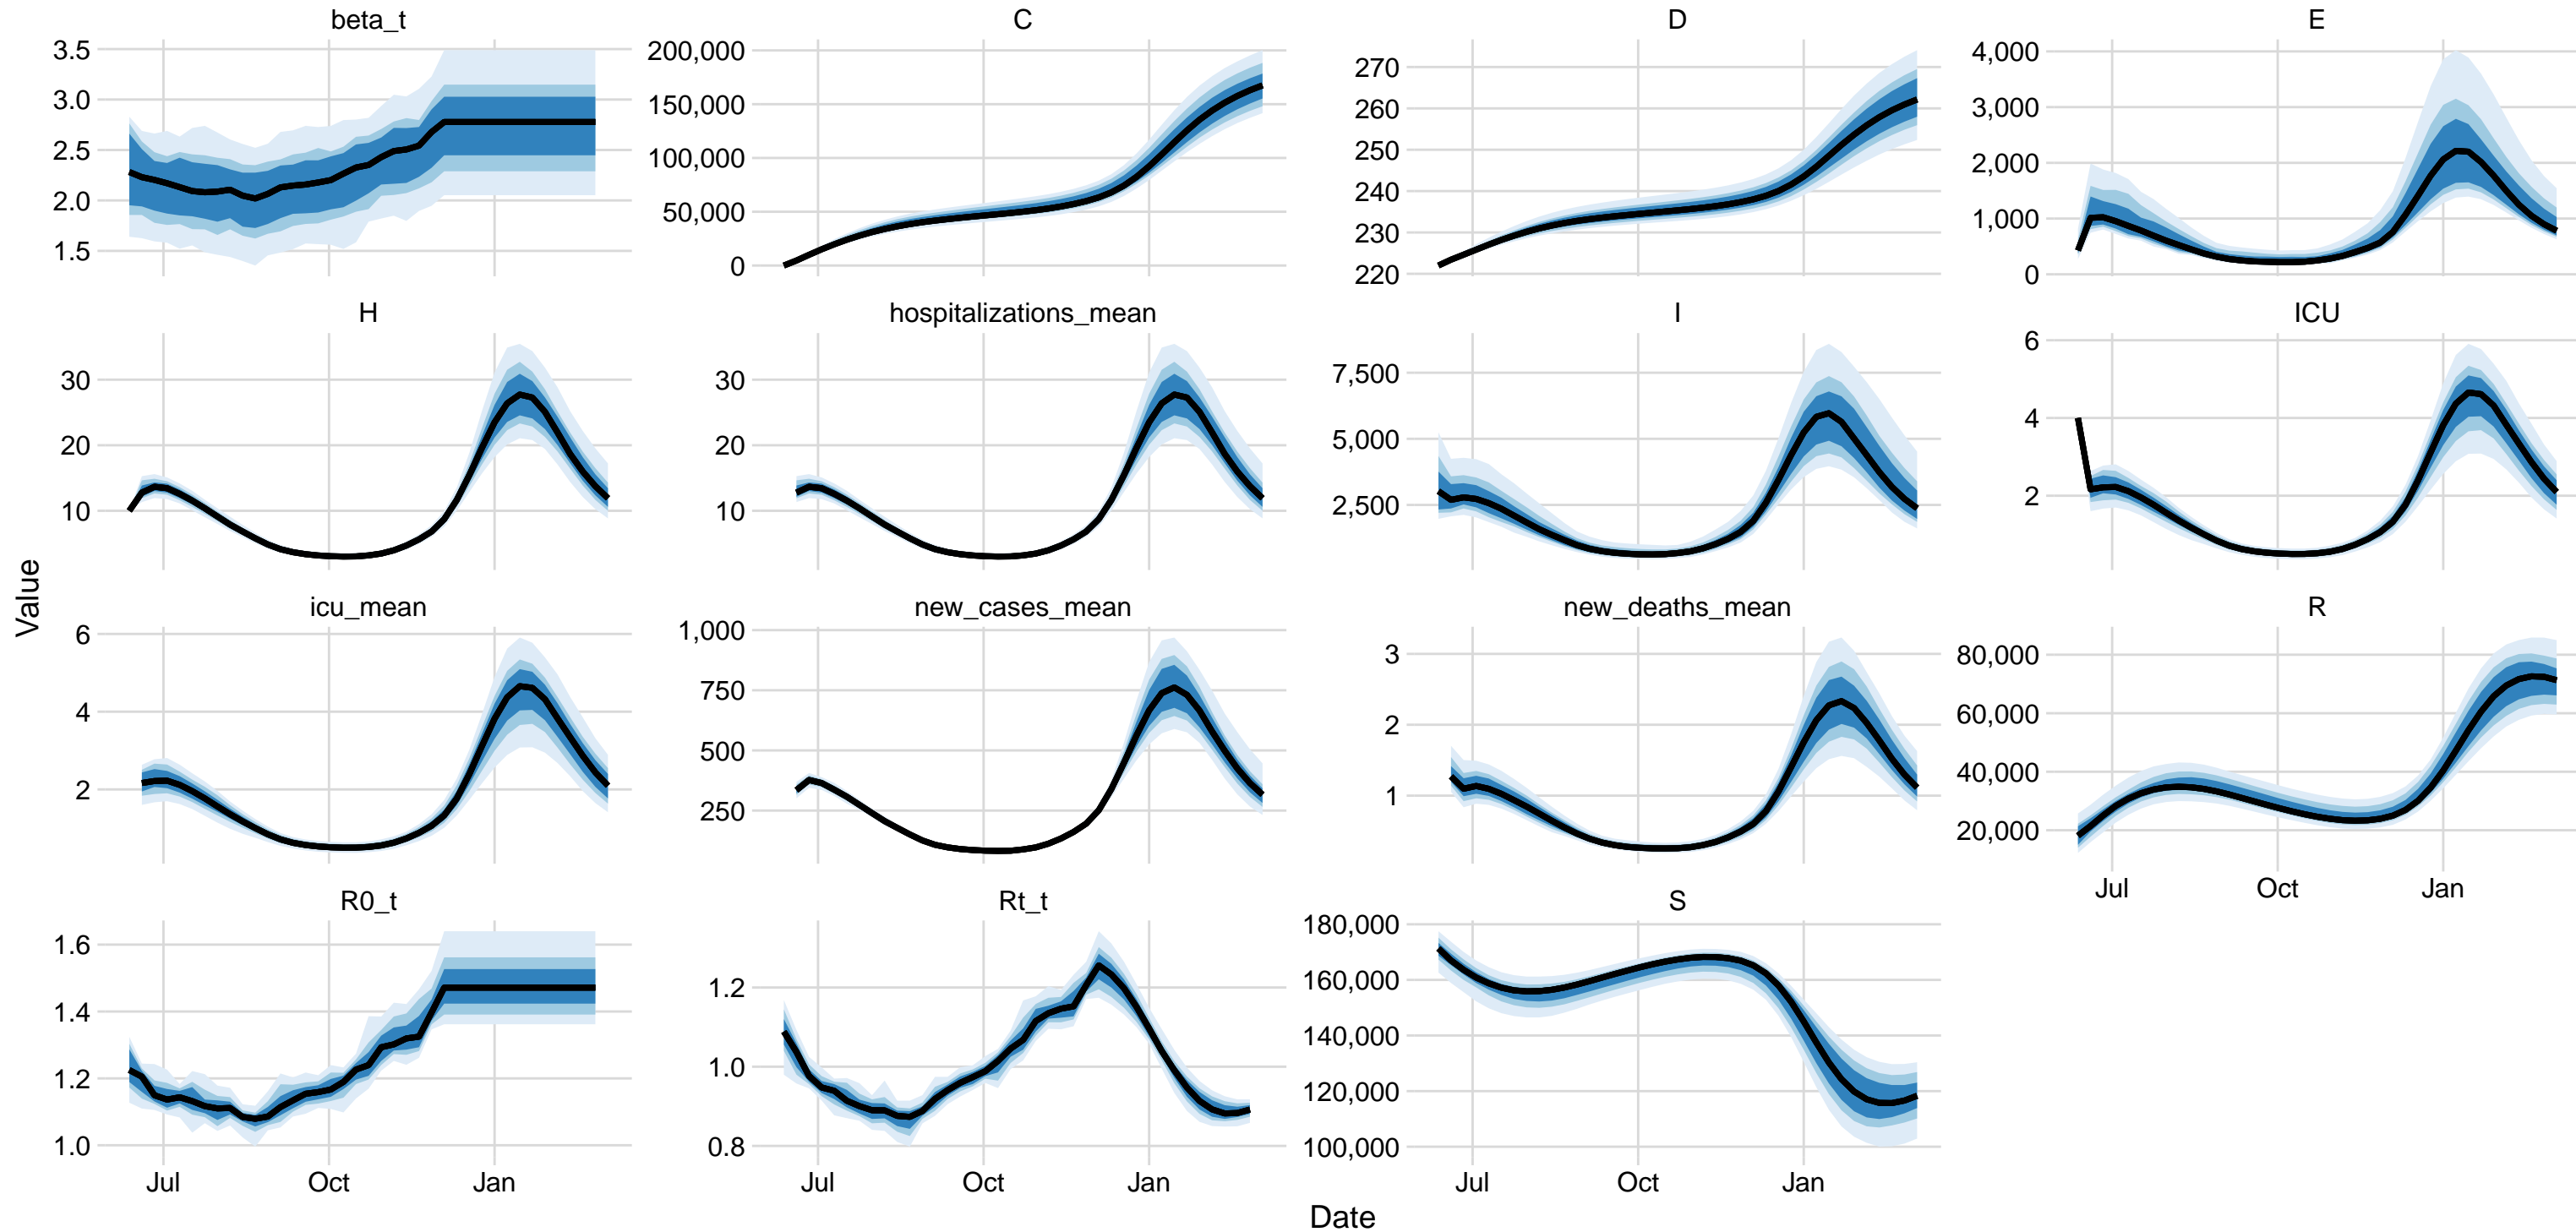 beta_t
3.5
3.0
2.5
2.0
1.5
C
200,000
150,000
100,000
50,000
0
D
270
260
250
240
230
220
E
4,000
3,000
2,000
1,000
0
H
30
20
10
hospitalizations_mean
30
20
10
I
7,500
5,000
2,500
ICU
6
4
2
Value
icu_mean
6
4
2
new_cases_mean
1,000
750
500
250
new_deaths_mean
3
2
1
R
80,000
60,000
40,000
20,000
Jul Oct Jan
R0_t
1.6
1.4
1.2
1.0
Jul Oct Jan
Rt_t
1.2
1.0
0.8
Jul Oct Jan
S
180,000
160,000
140,000
120,000
100,000
Jul Oct Jan
Date